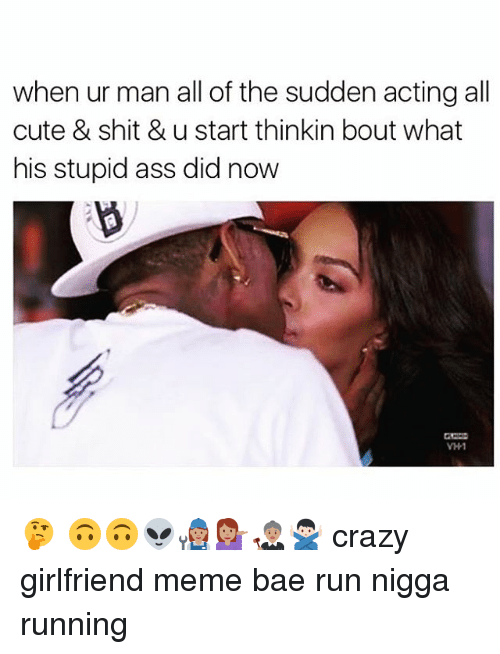 when ur man all of the sudden acting all
cute & shit & u start thinkin bout what
his stupid ass did now
B
VH1
🤔 🙃🙃👽👩🏽‍🔧💁🏽👩🏽‍⚖️🙅🏻‍♂️ crazy
girlfriend meme bae run nigga
running